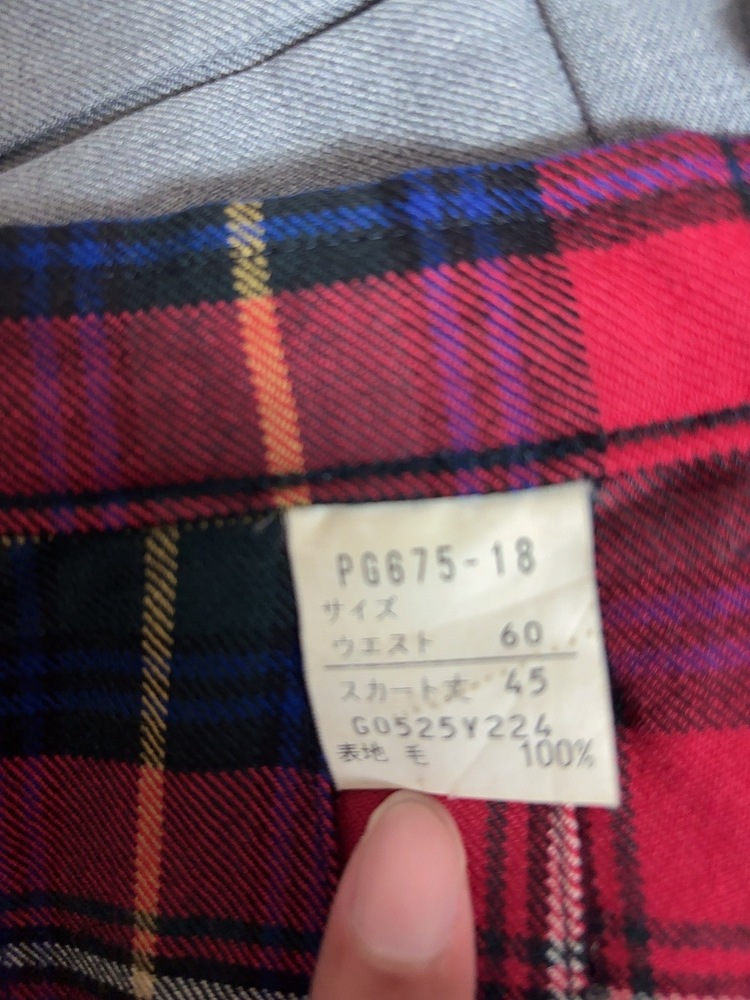 PG675-18
サイズ
ウエスト 60
スカート丈 45
G0525Y224
表地 毛 100%